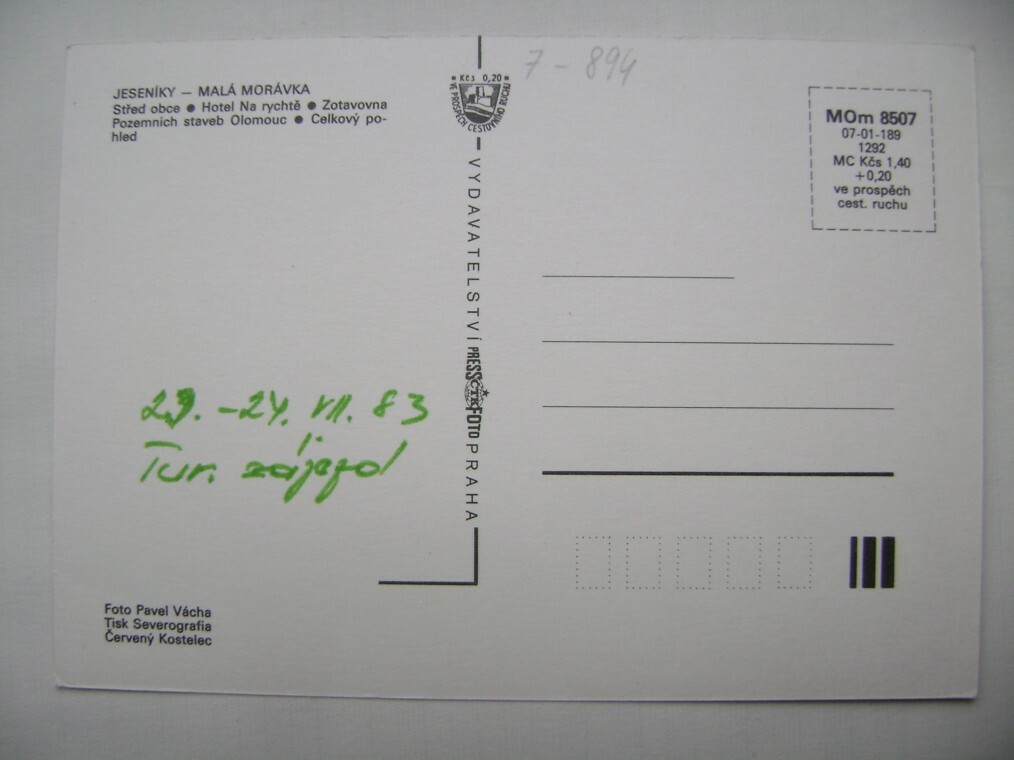 7-894
JESENÍKY — MALÁ MORÁVKA
Střed obce ● Hotel Na rychtě ● Zotavovna
Pozemních staveb Olomouc ● Celkový po-
hled
Kčs 0,20
VE PROSPĚCH CESTOVNÍHO RUCHU
MOm 8507
07-01-189
1292
MC Kčs 1,40
+0,20
ve prospěch
cest. ruchu
VYDAVATELSTVÍ PRESSFOTO PRAHA
ČTK
23. -24. VII. 83
Tur. zájezd
Foto Pavel Vácha
Tisk Severografia
Červený Kostelec